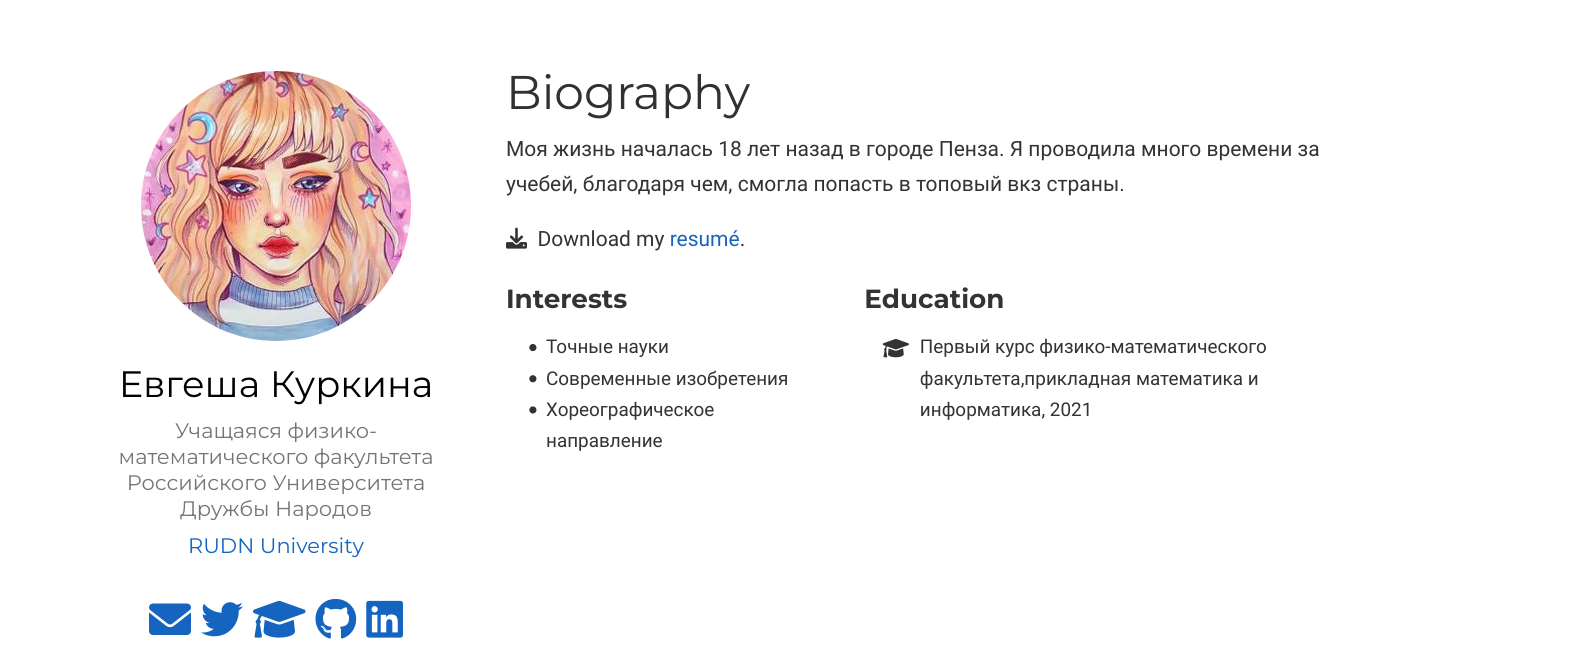 Biography
Моя жизнь началась 18 лет назад в городе Пенза. Я проводила много времени за
учебей, благодаря чем, смогла попасть в топовый вкз страны.
Download my resumé.
Interests
Точные науки
Современные изобретения
Хореографическое
направление
Education
Первый курс физико-математического
факультета,прикладная математика и
информатика, 2021
Евгеша Куркина
Учащаяся физико-
математического факультета
Российского Университета
Дружбы Народов
RUDN University